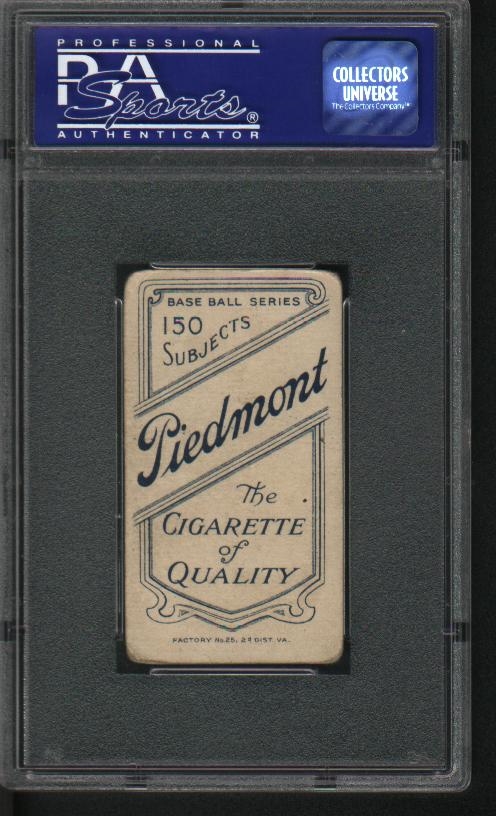 PROFESSIONAL
PSA
Sports®
AUTHENTICATOR
COLLECTORS
UNIVERSE
The Collectors Company™
BASE BALL SERIES
150
SUBJECTS
Piedmont
The
CIGARETTE
of
QUALITY
FACTORY No. 25, 2d DIST. VA.